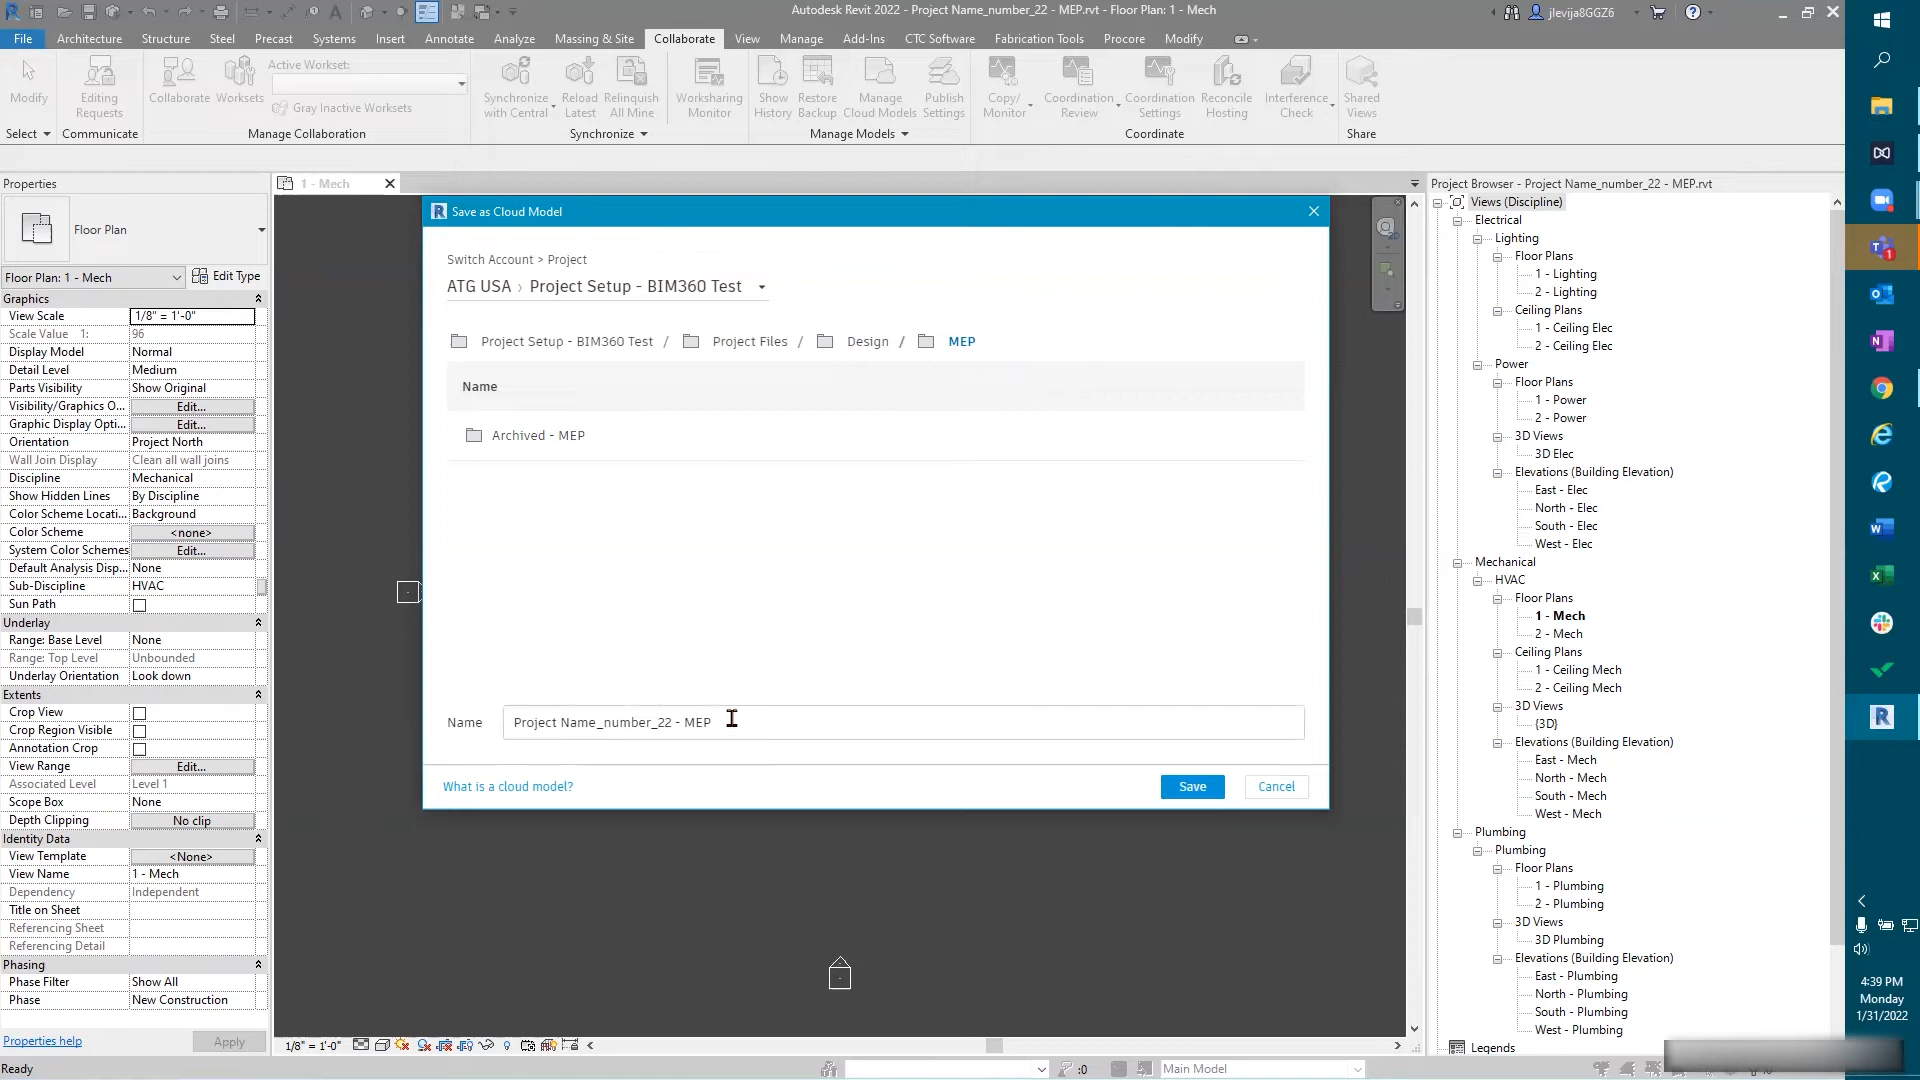 Autodesk Revit 2022 - Project Name_number_22 - MEP.rvt - Floor Plan: 1 - Mech
jlevija8GGZ6
File Architecture Structure Steel Precast Systems Insert Annotate Analyze Massing & Site Collaborate View Manage Add-Ins CTC Software Fabrication Tools Procore Modify
Modify
Select
Editing Requests
Communicate
Collaborate
Worksets
Active Workset:
Gray Inactive Worksets
Manage Collaboration
Synchronize with Central
Reload Latest
Relinquish All Mine
Synchronize
Worksharing Monitor
Show History
Restore Backup
Manage Cloud Models
Publish Settings
Manage Models
Copy/ Monitor
Coordination Review
Coordination Settings
Reconcile Hosting
Interference Check
Coordinate
Shared Views
Share
Properties
Floor Plan
Floor Plan: 1 - Mech Edit Type
Graphics
View Scale 1/8" = 1'-0"
Scale Value 1: 96
Display Model Normal
Detail Level Medium
Parts Visibility Show Original
Visibility/Graphics O... Edit...
Graphic Display Opti... Edit...
Orientation Project North
Wall Join Display Clean all wall joins
Discipline Mechanical
Show Hidden Lines By Discipline
Color Scheme Locati... Background
Color Scheme <none>
System Color Schemes Edit...
Default Analysis Disp... None
Sub-Discipline HVAC
Sun Path
Underlay
Range: Base Level None
Range: Top Level Unbounded
Underlay Orientation Look down
Extents
Crop View
Crop Region Visible
Annotation Crop
View Range Edit...
Associated Level Level 1
Scope Box None
Depth Clipping No clip
Identity Data
View Template <None>
View Name 1 - Mech
Dependency Independent
Title on Sheet
Referencing Sheet
Referencing Detail
Phasing
Phase Filter Show All
Phase New Construction
Properties help Apply
1 - Mech
Save as Cloud Model
Switch Account > Project
ATG USA › Project Setup - BIM360 Test
Project Setup - BIM360 Test / Project Files / Design / MEP
Name
Archived - MEP
Name Project Name_number_22 - MEP
What is a cloud model? Save Cancel
1/8" = 1'-0"
Ready :0 Main Model
Project Browser - Project Name_number_22 - MEP.rvt
Views (Discipline)
Electrical
Lighting
Floor Plans
1 - Lighting
2 - Lighting
Ceiling Plans
1 - Ceiling Elec
2 - Ceiling Elec
Power
Floor Plans
1 - Power
2 - Power
3D Views
3D Elec
Elevations (Building Elevation)
East - Elec
North - Elec
South - Elec
West - Elec
Mechanical
HVAC
Floor Plans
1 - Mech
2 - Mech
Ceiling Plans
1 - Ceiling Mech
2 - Ceiling Mech
3D Views
{3D}
Elevations (Building Elevation)
East - Mech
North - Mech
South - Mech
West - Mech
Plumbing
Plumbing
Floor Plans
1 - Plumbing
2 - Plumbing
3D Views
3D Plumbing
Elevations (Building Elevation)
East - Plumbing
North - Plumbing
South - Plumbing
West - Plumbing
Legends
4:39 PM
Monday
1/31/2022